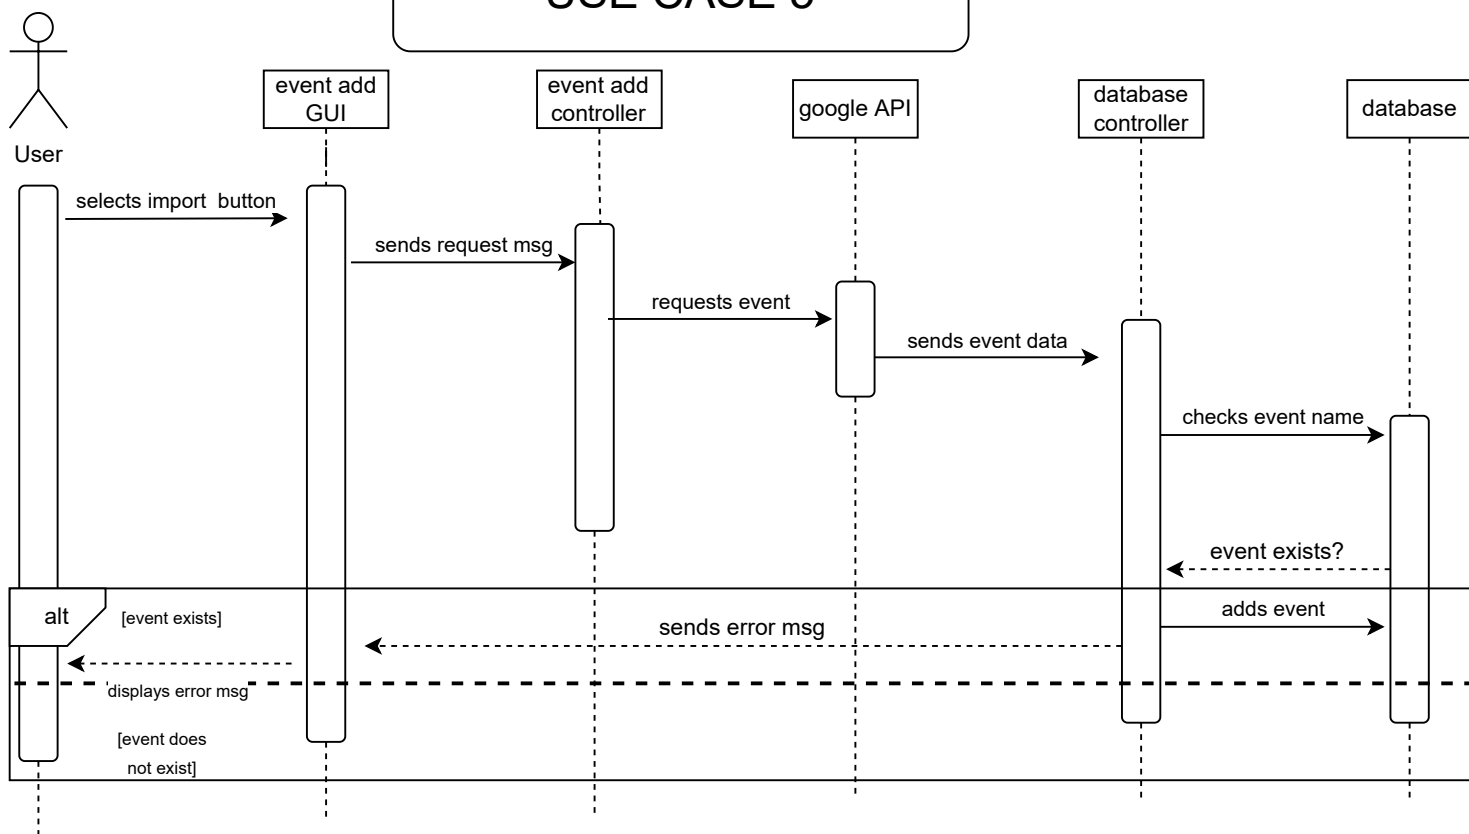 USE CASE
User
event add
GUI
event add
controller
google API
database
controller
database
selects import  button
sends request msg
requests event
sends event data
checks event name
event exists?
alt
[event exists]
adds event
sends error msg
displays error msg
[event does
not exist]